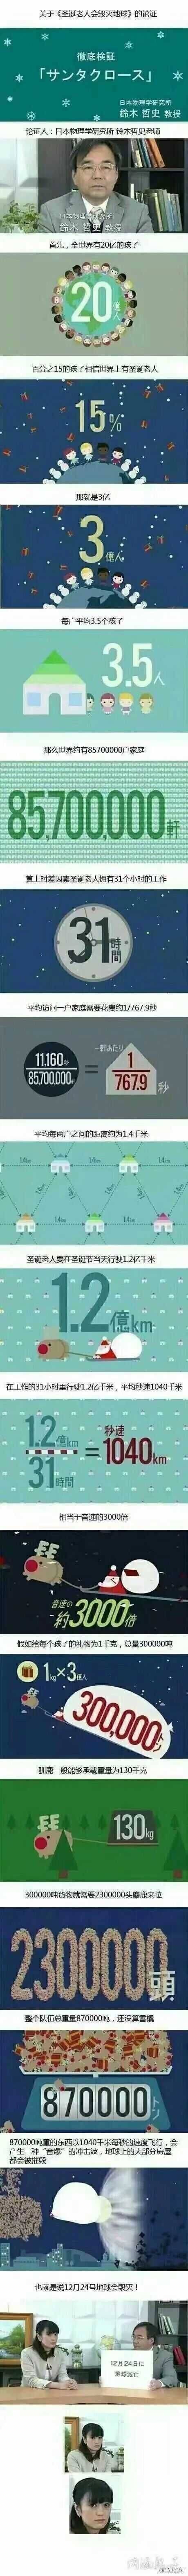 关于《圣诞老人会毁灭地球》的论证
徹底検証
「サンタクロース」
日本物理学研究所
鈴木 哲史 教授
论证人：日本物理学研究所 铃木哲史老师
日本物理学研究所
鈴木 哲史 教授
首先，全世界有20亿的孩子
20億人
百分之15的孩子相信世界上有圣诞老人
15%
那就是3亿
3億人
每户平均3.5个孩子
3.5人
那么世界约有85700000户家庭
85,700,000軒
算上时差因素圣诞老人拥有31个小时的工作
31時間
平均访问一户家庭需要花费约1/767.9秒
11,160秒
85,700,000軒
=
一軒あたり
1
767.9
秒
平均每两户之间的距离约为1.4千米
1.4km 1.4km 1.4km
1.4km 1.4km 1.4km
圣诞老人要在圣诞节当天行驶1.2亿千米
1.2億km
在工作的31小时里行驶1.2亿千米，平均秒速1040千米
1.2億km
31時間
=
秒速
1040km
相当于音速的3000倍
音速の
約3000倍
假如给每个孩子的礼物为1千克，总量300000吨
1kg×3億人
300,000トン
驯鹿一般能够承载重量为130千克
130kg
300000吨货物就需要2300000头麋鹿来拉
2300000頭
整个队伍总重量870000吨，还没算雪橇
870000トン
870000吨重的东西以1040千米每秒的速度飞行，会
产生一种“音爆”的冲击波，地球上的大部分房屋
都会被摧毁
也就是说12月24号地球会毁灭！
12月24日に
地球滅亡